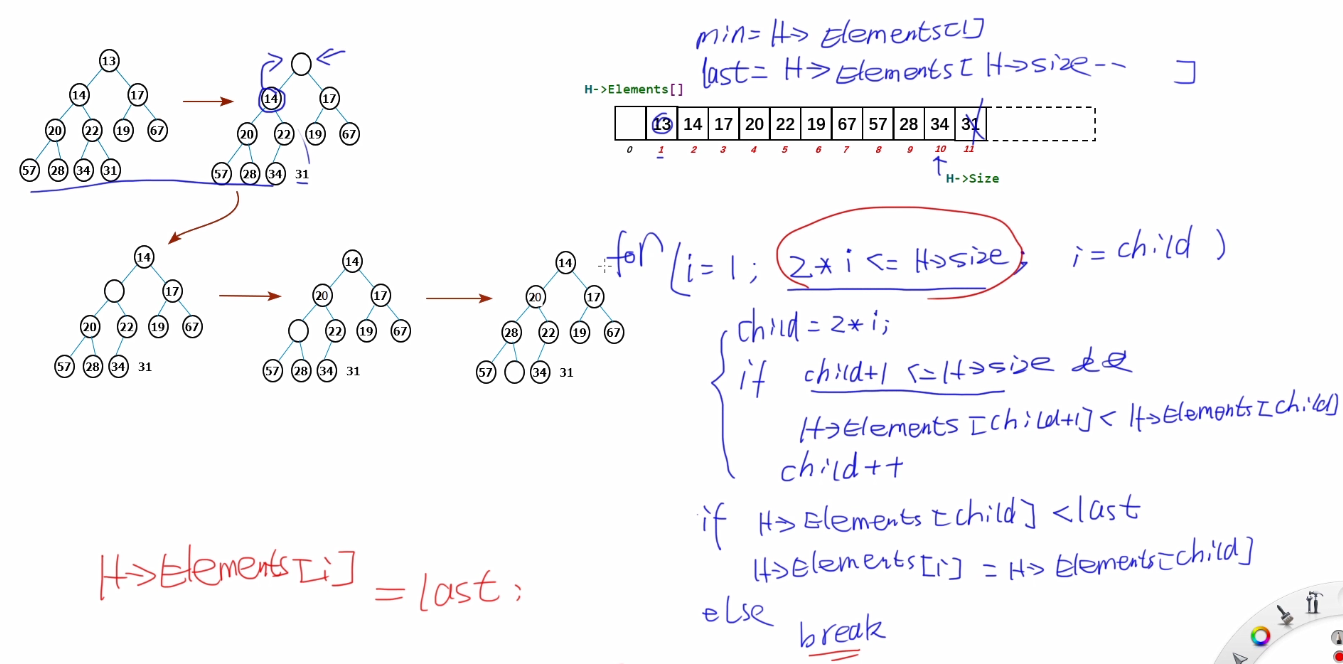 min= H-> Elements[1]
last= H-> Elements[ H->size-- ]
H->Elements[]
13 14 17 20 22 19 67 57 28 34 31
0 1 2 3 4 5 6 7 8 9 10 11
H->Size
13
14 17
20 22 19 67
57 28 34 31
14 17
20 22 19 67
57 28 34 31
14
17
20 22 19 67
57 28 34 31
14
20 17
22 19 67
57 28 34 31
14
20 17
28 22 19 67
57 34 31
for (i=1; 2*i <= H->size; i=child )
child=2*i;
if child+1 <=H->size &&
H->Elements [child+1] < H->Elements[child]
child++
if H-> Elements [child] <last
H->Elements[i] = H-> Elements[child]
else
break
H->Elements[i] = last;